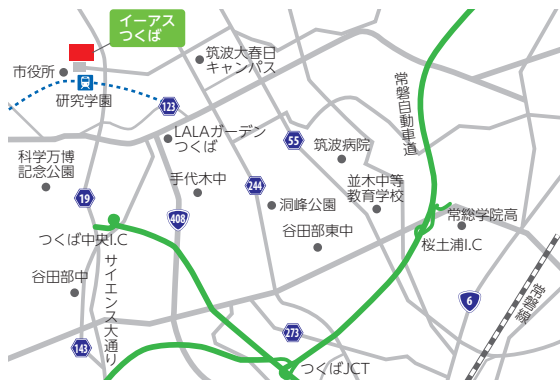 イーアス
つくば
市役所
研究学園
筑波大春日
キャンパス
常磐自動車道
123
LALAガーデン
つくば
55
筑波病院
科学万博
記念公園
手代木中
244
並木中等
教育学校
19
408
洞峰公園
常総学院高
つくば中央I.C
谷田部東中
桜土浦I.C
谷田部中
サイエンス大通り
6
常磐線
143
273
つくばJCT